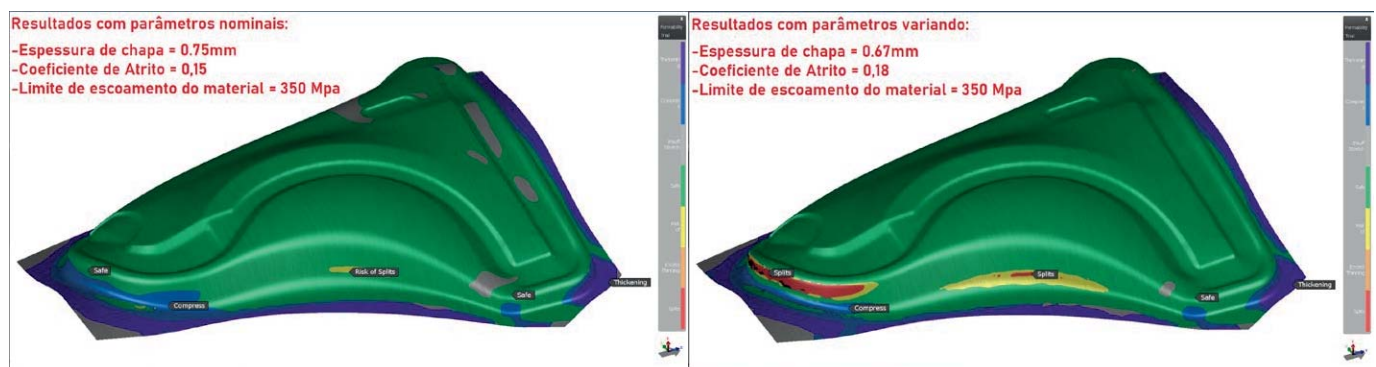 Resultados com parâmetros nominais:
-Espessura de chapa = 0.75mm
-Coeficiente de Atrito = 0,15
-Limite de escoamento do material = 350 Mpa
Safe
Risk of Splits
Compress
Safe
Thickening
Resultados com parâmetros variando:
-Espessura de chapa = 0.67mm
-Coeficiente de Atrito = 0,18
-Limite de escoamento do material = 350 Mpa
Splits
Splits
Compress
Safe
Thickening